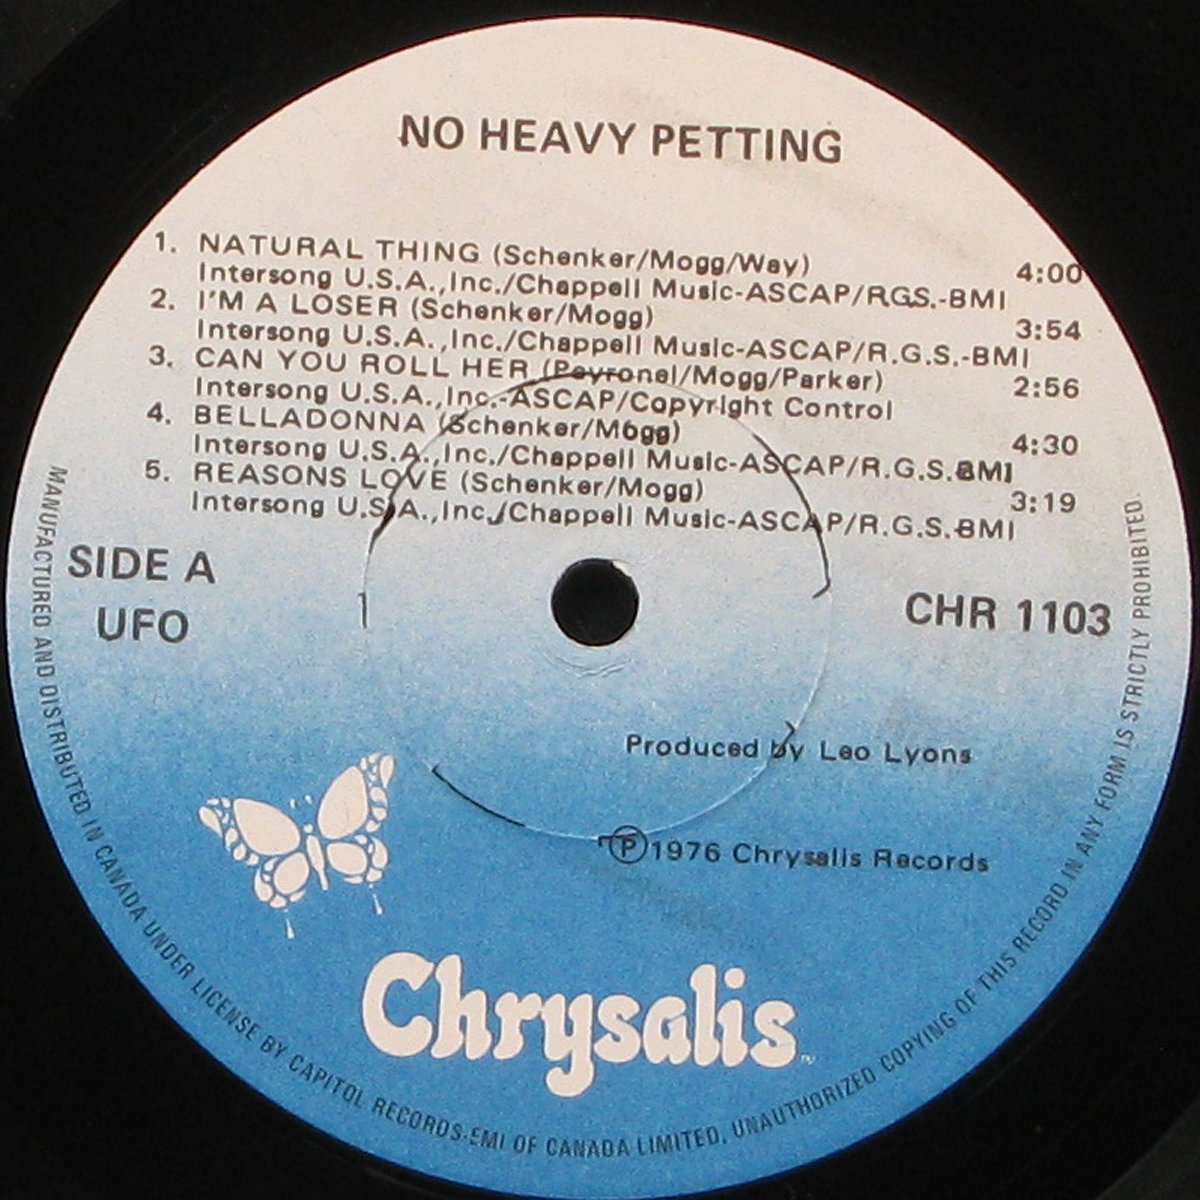 NO HEAVY PETTING
1. NATURAL THING (Schenker/Mogg/Way) 4:00
Intersong U.S.A.,Inc./Chappell Music-ASCAP/RGS.-BMI
2. I'M A LOSER (Schenker/Mogg) 3:54
Intersong U.S.A.,Inc./Chappell Music-ASCAP/R.G.S.-BMI
3. CAN YOU ROLL HER (Peyronel/Mogg/Parker) 2:56
Intersong U.S.A.,Inc.-ASCAP/Copyright Control
4. BELLADONNA (Schenker/Mogg) 4:30
Intersong U.S.A.,Inc./Chappell Music-ASCAP/R.G.S.-BMI
5. REASONS LOVE (Schenker/Mogg) 3:19
Intersong U.S.A.,Inc./Chappell Music-ASCAP/R.G.S.-BMI
SIDE A
UFO
CHR 1103
Produced by Leo Lyons
Ⓟ1976 Chrysalis Records
Chrysalis TM
MANUFACTURED AND DISTRIBUTED IN CANADA UNDER LICENSE BY CAPITOL RECORDS-EMI OF CANADA LIMITED. UNAUTHORIZED COPYING OF THIS RECORD IN ANY FORM IS STRICTLY PROHIBITED.